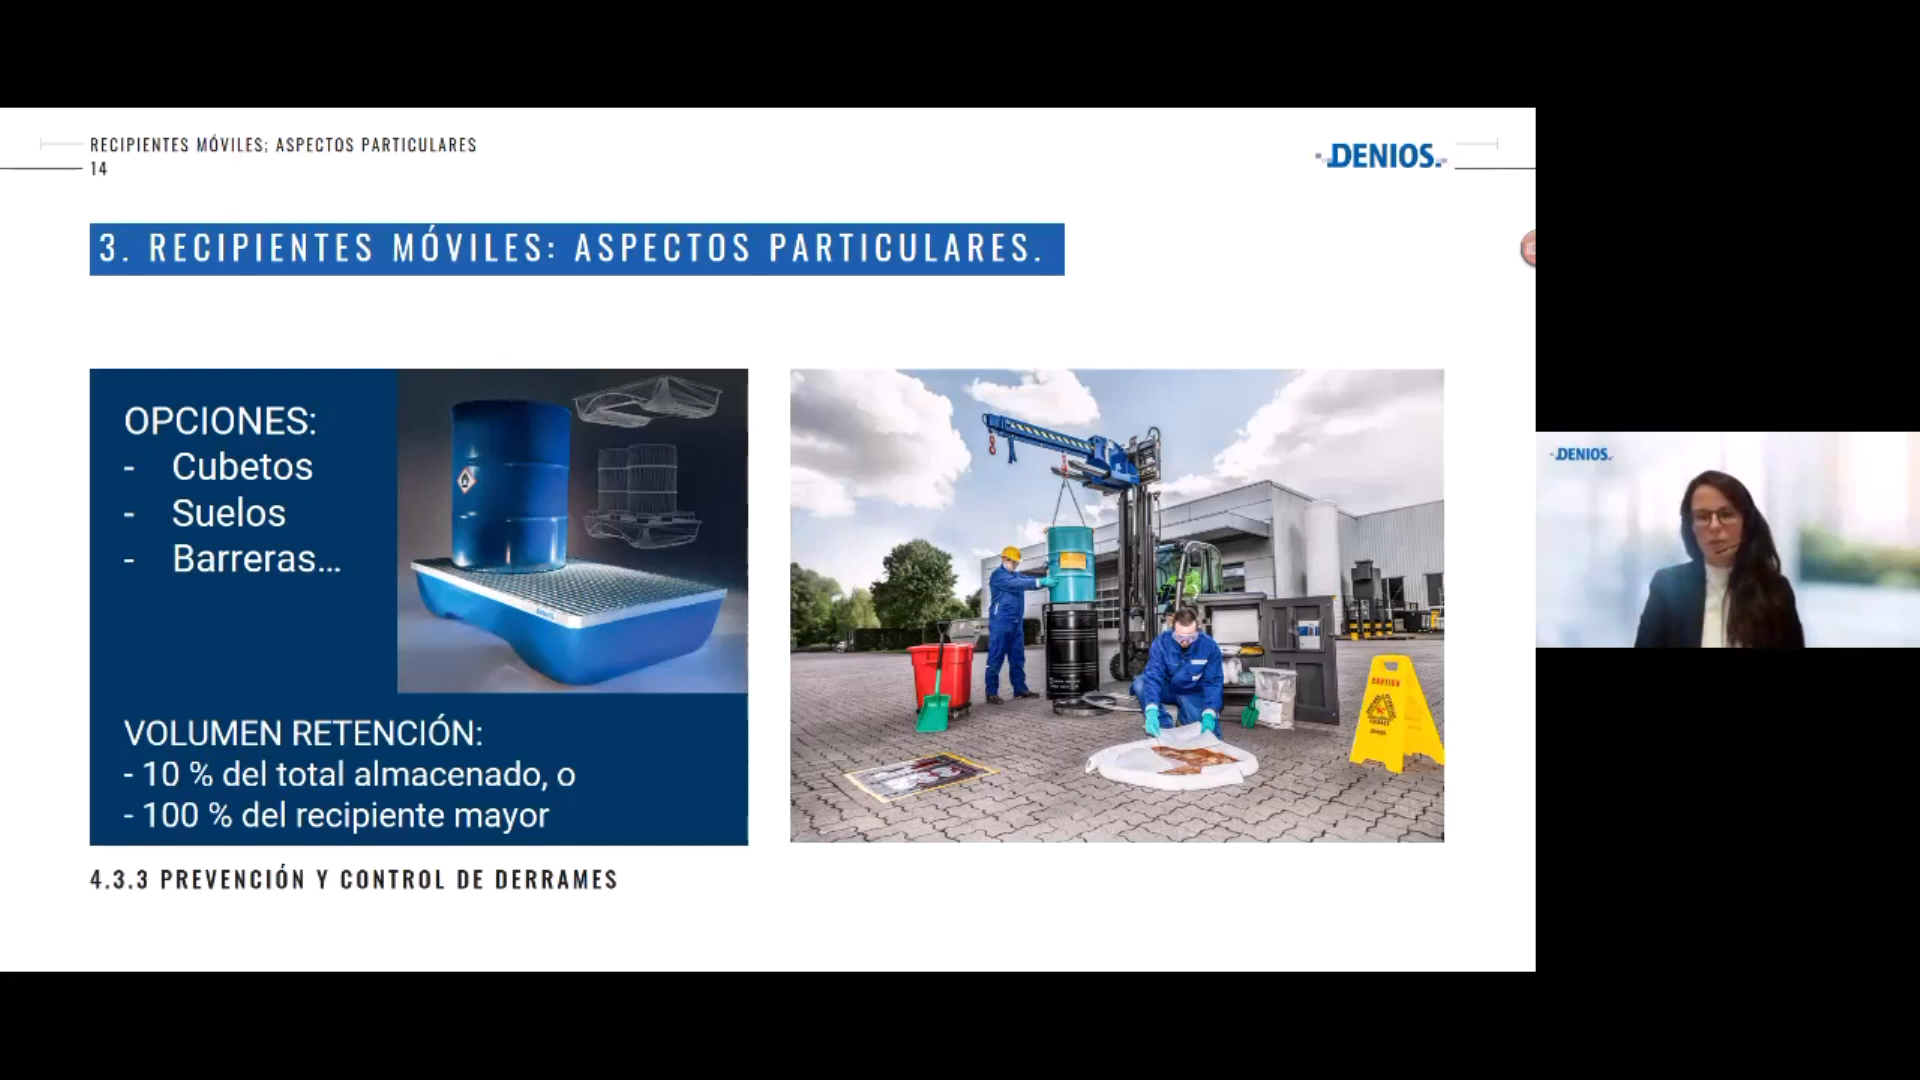 RECIPIENTES MÓVILES; ASPECTOS PARTICULARES
14
DENIOS.
3. RECIPIENTES MÓVILES: ASPECTOS PARTICULARES.
OPCIONES:
- Cubetos
- Suelos
- Barreras...
VOLUMEN RETENCIÓN:
- 10 % del total almacenado, o
- 100 % del recipiente mayor
4.3.3 PREVENCIÓN Y CONTROL DE DERRAMES
CAUTION
DENIOS.